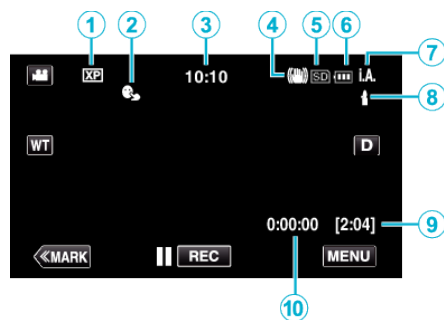 1 2 3 4 5 6 7
XP 10:10 SD i.A.
8
WT D
0:00:00 [2:04] 9
≪MARK REC MENU
10